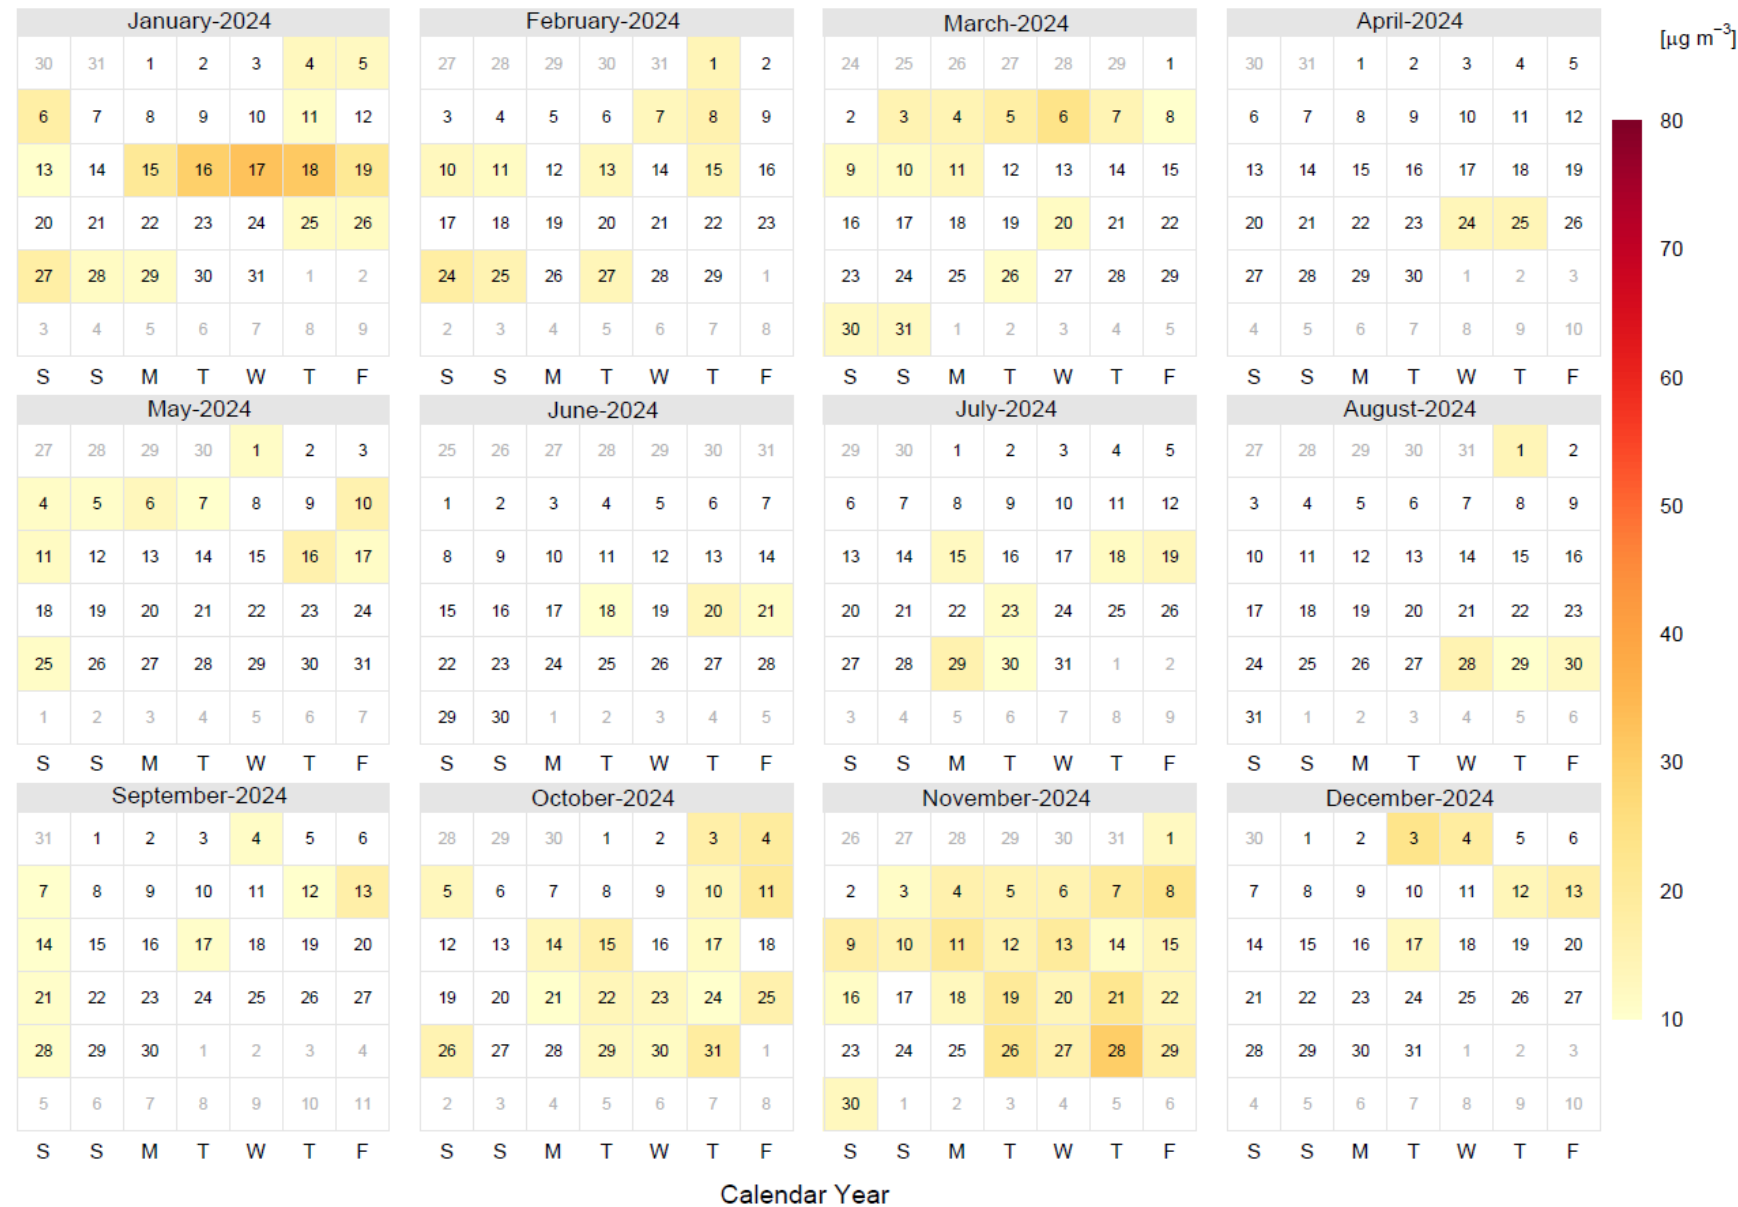 January-2024 February-2024 March-2024 April-2024 [μg m⁻³]
30 31 1 2 3 4 5 27 28 29 30 31 1 2 24 25 26 27 28 29 1 30 31 1 2 3 4 5
6 7 8 9 10 11 12 3 4 5 6 7 8 9 2 3 4 5 6 7 8 6 7 8 9 10 11 12 80
13 14 15 16 17 18 19 10 11 12 13 14 15 16 9 10 11 12 13 14 15 13 14 15 16 17 18 19
20 21 22 23 24 25 26 17 18 19 20 21 22 23 16 17 18 19 20 21 22 20 21 22 23 24 25 26 70
27 28 29 30 31 1 2 24 25 26 27 28 29 1 23 24 25 26 27 28 29 27 28 29 30 1 2 3
3 4 5 6 7 8 9 2 3 4 5 6 7 8 30 31 1 2 3 4 5 4 5 6 7 8 9 10
S S M T W T F S S M T W T F S S M T W T F S S M T W T F 60
May-2024 June-2024 July-2024 August-2024
27 28 29 30 1 2 3 25 26 27 28 29 30 31 29 30 1 2 3 4 5 27 28 29 30 31 1 2
4 5 6 7 8 9 10 1 2 3 4 5 6 7 6 7 8 9 10 11 12 3 4 5 6 7 8 9 50
11 12 13 14 15 16 17 8 9 10 11 12 13 14 13 14 15 16 17 18 19 10 11 12 13 14 15 16
18 19 20 21 22 23 24 15 16 17 18 19 20 21 20 21 22 23 24 25 26 17 18 19 20 21 22 23 40
25 26 27 28 29 30 31 22 23 24 25 26 27 28 27 28 29 30 31 1 2 24 25 26 27 28 29 30
1 2 3 4 5 6 7 29 30 1 2 3 4 5 3 4 5 6 7 8 9 31 1 2 3 4 5 6
S S M T W T F S S M T W T F S S M T W T F S S M T W T F 30
September-2024 October-2024 November-2024 December-2024
31 1 2 3 4 5 6 28 29 30 1 2 3 4 26 27 28 29 30 31 1 30 1 2 3 4 5 6
7 8 9 10 11 12 13 5 6 7 8 9 10 11 2 3 4 5 6 7 8 7 8 9 10 11 12 13 20
14 15 16 17 18 19 20 12 13 14 15 16 17 18 9 10 11 12 13 14 15 14 15 16 17 18 19 20
21 22 23 24 25 26 27 19 20 21 22 23 24 25 16 17 18 19 20 21 22 21 22 23 24 25 26 27 10
28 29 30 1 2 3 4 26 27 28 29 30 31 1 23 24 25 26 27 28 29 28 29 30 31 1 2 3
5 6 7 8 9 10 11 2 3 4 5 6 7 8 30 1 2 3 4 5 6 4 5 6 7 8 9 10
S S M T W T F S S M T W T F S S M T W T F S S M T W T F
Calendar Year